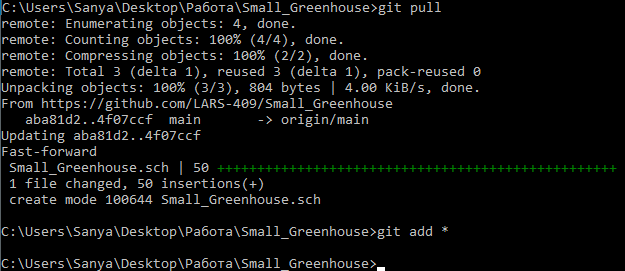 C:\Users\Sanya\Desktop\Работа\Small_Greenhouse>git pull
remote: Enumerating objects: 4, done.
remote: Counting objects: 100% (4/4), done.
remote: Compressing objects: 100% (2/2), done.
remote: Total 3 (delta 1), reused 3 (delta 1), pack-reused 0
Unpacking objects: 100% (3/3), 804 bytes | 4.00 KiB/s, done.
From https://github.com/LARS-409/Small_Greenhouse
   aba81d2..4f07ccf  main       -> origin/main
Updating aba81d2..4f07ccf
Fast-forward
 Small_Greenhouse.sch | 50 ++++++++++++++++++++++++++++++++++++++++++++++++++
 1 file changed, 50 insertions(+)
 create mode 100644 Small_Greenhouse.sch
C:\Users\Sanya\Desktop\Работа\Small_Greenhouse>git add *
C:\Users\Sanya\Desktop\Работа\Small_Greenhouse>